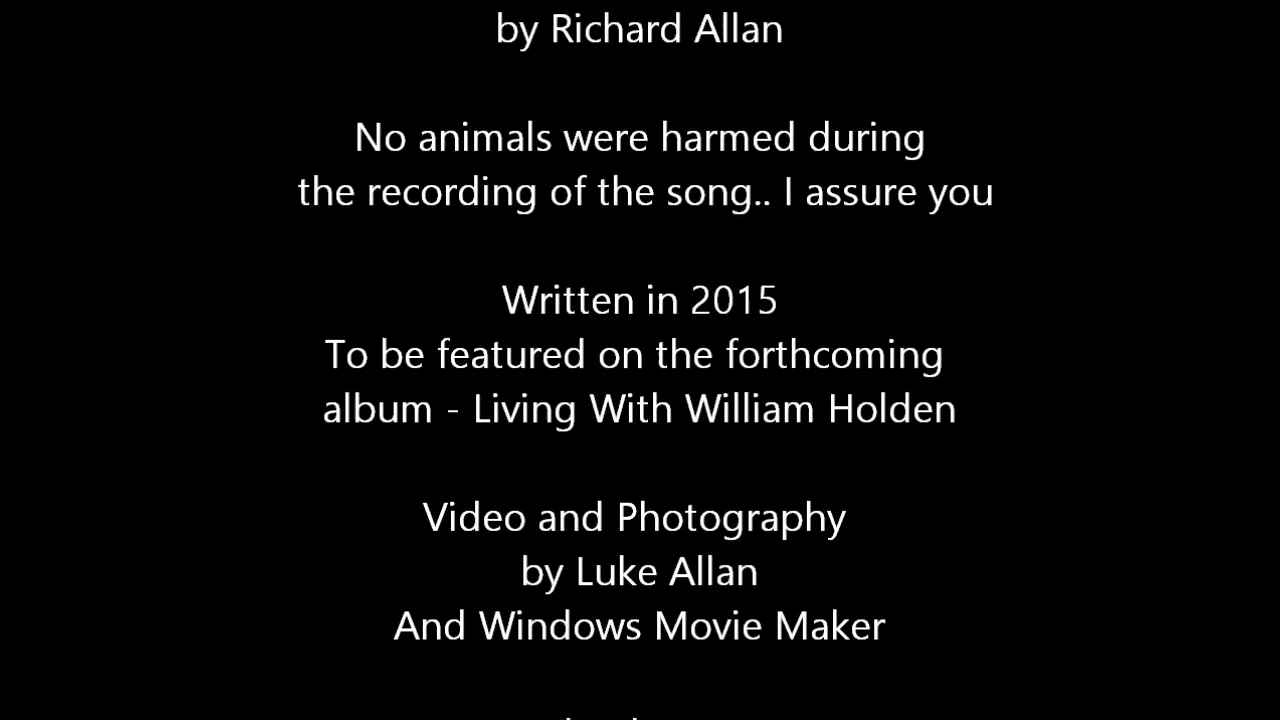 by Richard Allan
No animals were harmed during
the recording of the song.. I assure you
Written in 2015
To be featured on the forthcoming
album - Living With William Holden
Video and Photography
by Luke Allan
And Windows Movie Maker